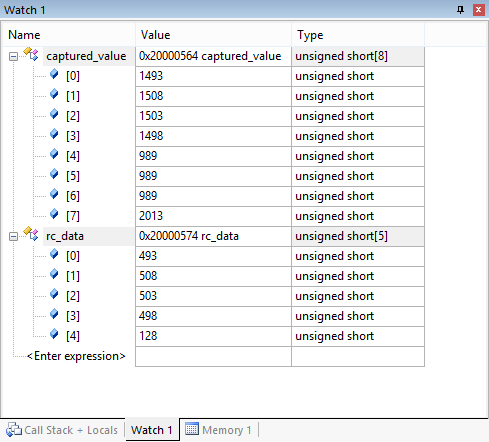 Watch 1
Name Value Type
captured_value 0x20000564 captured_value unsigned short[8]
[0] 1493 unsigned short
[1] 1508 unsigned short
[2] 1503 unsigned short
[3] 1498 unsigned short
[4] 989 unsigned short
[5] 989 unsigned short
[6] 989 unsigned short
[7] 2013 unsigned short
rc_data 0x20000574 rc_data unsigned short[5]
[0] 493 unsigned short
[1] 508 unsigned short
[2] 503 unsigned short
[3] 498 unsigned short
[4] 128 unsigned short
<Enter expression>
Call Stack + Locals Watch 1 Memory 1